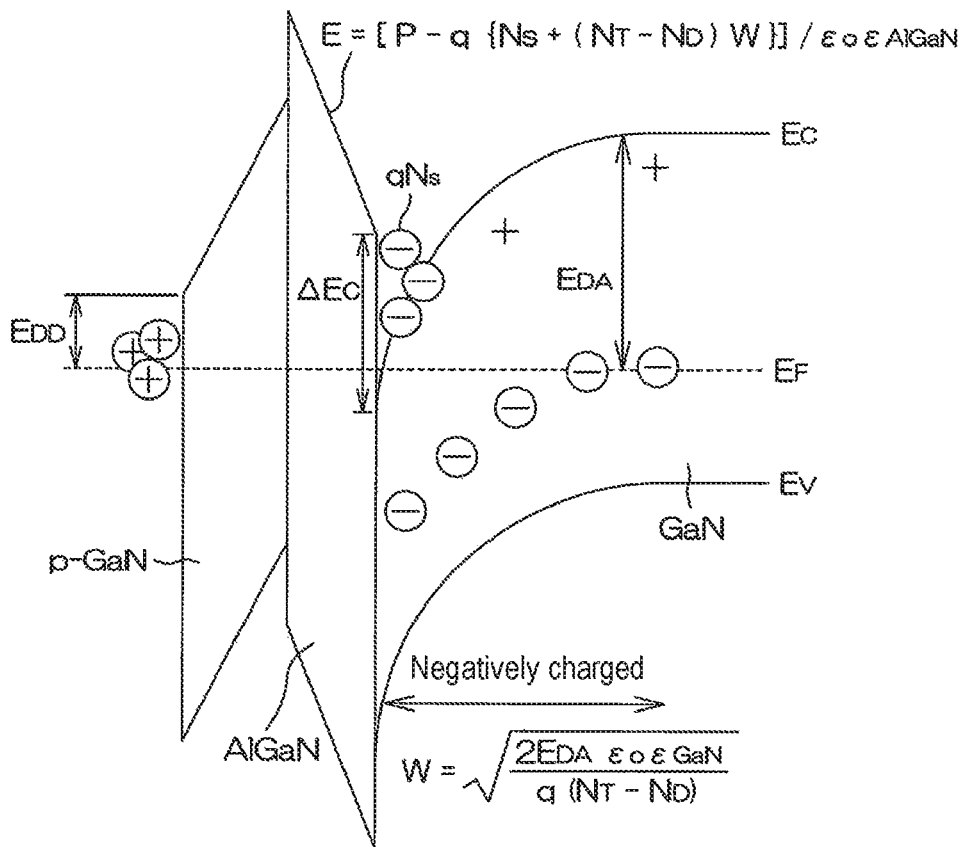 E = [ P - q {Ns + (NT - ND) W }] / ε o ε AlGaN
EC
qNs
+
+
ΔEC
EDA
EDD
EF
EV
GaN
p-GaN
Negatively charged
AlGaN
W = √ 2EDA ε o ε GaN / q (NT - ND)